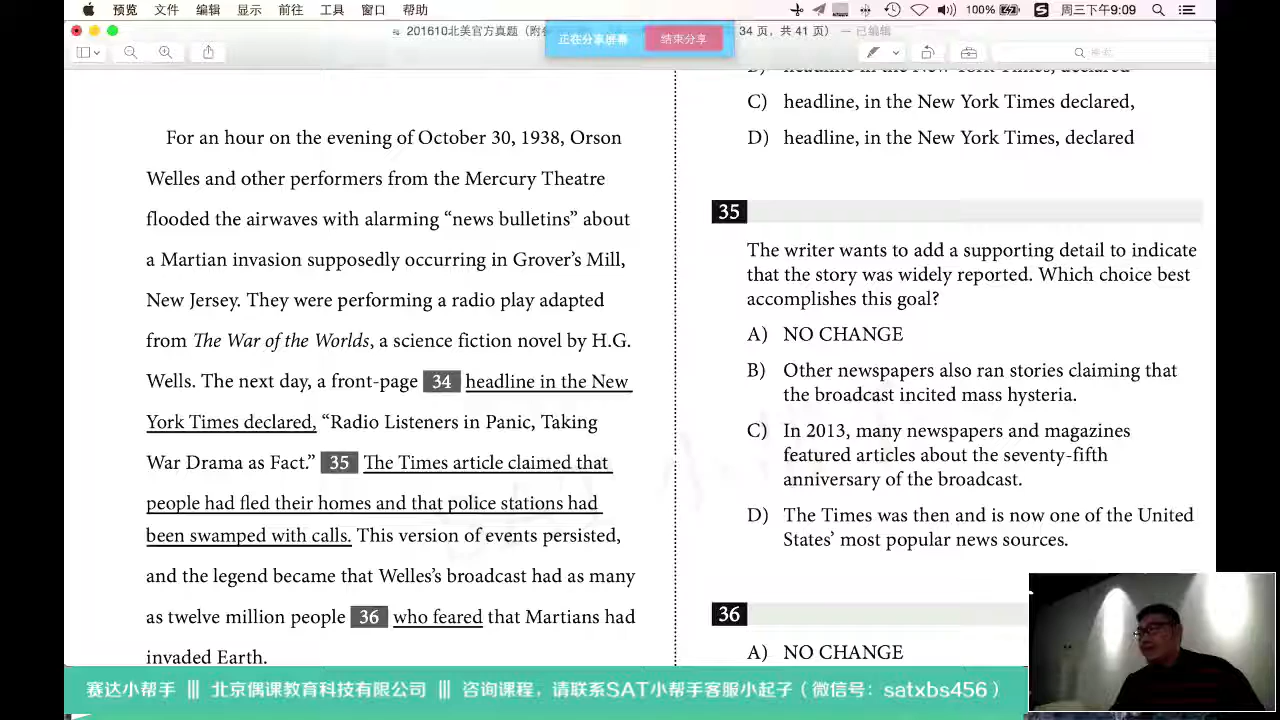 预览 文件 编辑 显示 前往 工具 窗口 帮助
100%
周三下午9:09
201610北美官方真题（附
正在分享屏幕
结束分享
34 页，共 41 页）
— 已编辑
搜索
For an hour on the evening of October 30, 1938, Orson
Welles and other performers from the Mercury Theatre
flooded the airwaves with alarming “news bulletins” about
a Martian invasion supposedly occurring in Grover’s Mill,
New Jersey. They were performing a radio play adapted
from The War of the Worlds, a science fiction novel by H.G.
Wells. The next day, a front-page 34 headline in the New
York Times declared, “Radio Listeners in Panic, Taking
War Drama as Fact.” 35 The Times article claimed that
people had fled their homes and that police stations had
been swamped with calls. This version of events persisted,
and the legend became that Welles’s broadcast had as many
as twelve million people 36 who feared that Martians had
invaded Earth.
headline in the New York Times, declared
C) headline, in the New York Times declared,
D) headline, in the New York Times, declared
35
The writer wants to add a supporting detail to indicate
that the story was widely reported. Which choice best
accomplishes this goal?
A) NO CHANGE
B) Other newspapers also ran stories claiming that
the broadcast incited mass hysteria.
C) In 2013, many newspapers and magazines
featured articles about the seventy-fifth
anniversary of the broadcast.
D) The Times was then and is now one of the United
States’ most popular news sources.
36
A) NO CHANGE
赛达小帮手 ||| 北京偶课教育科技有限公司 ||| 咨询课程，请联系SAT小帮手客服小起子（微信号：satxbs456）